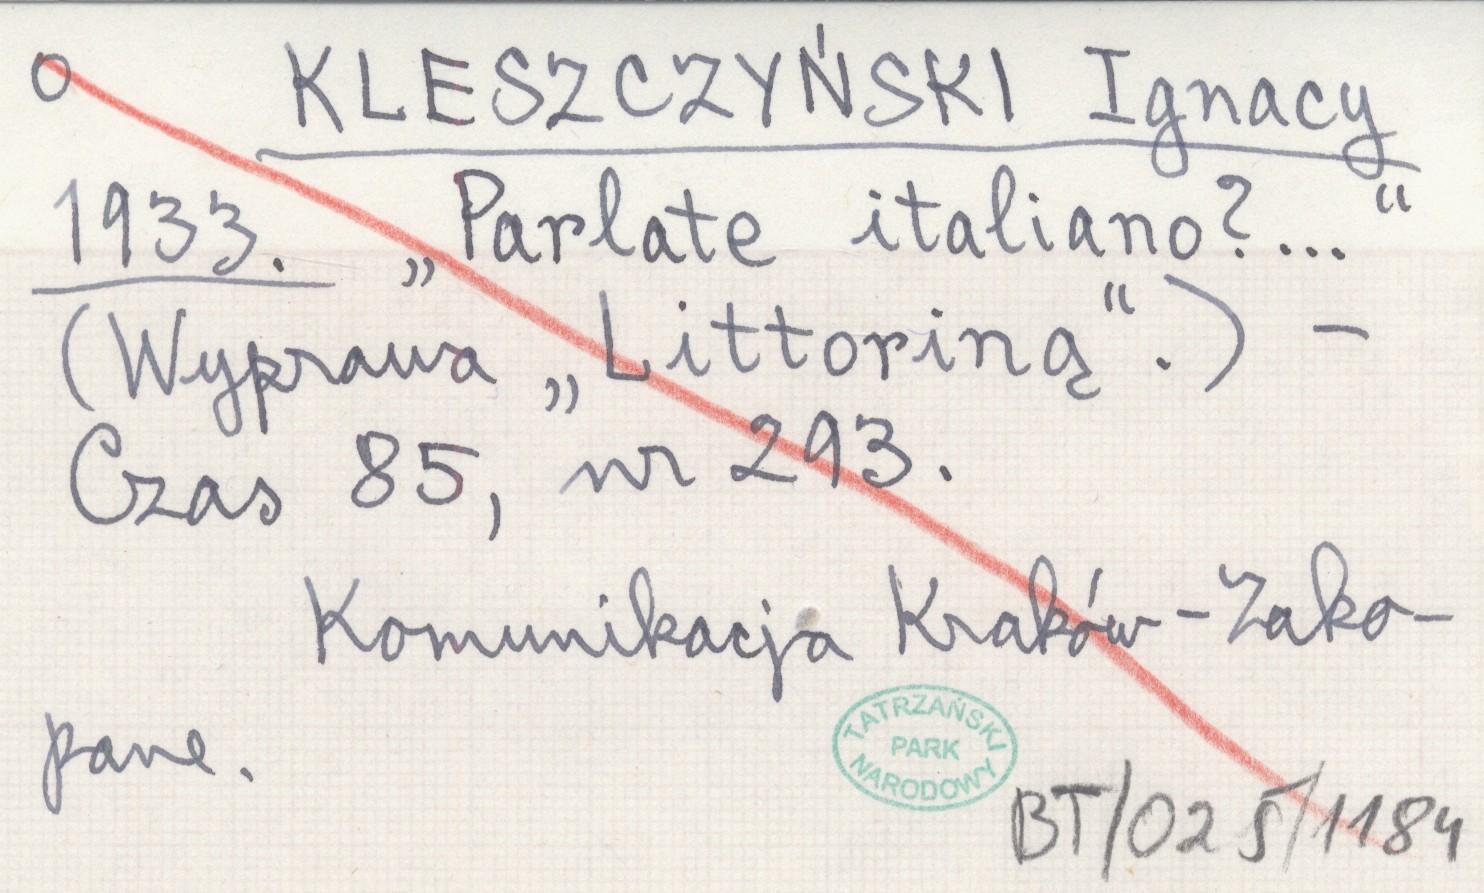 O KLESZCZYŃSKI Ignacy
1933. „Parlate italiano?..."
(Wyprawa „Littoriną".) –
Czas 85, nr 293.
Komunikacja Kraków-Zako-
pane.
TATRZAŃSKI
PARK
NARODOWY
BT/025/1184